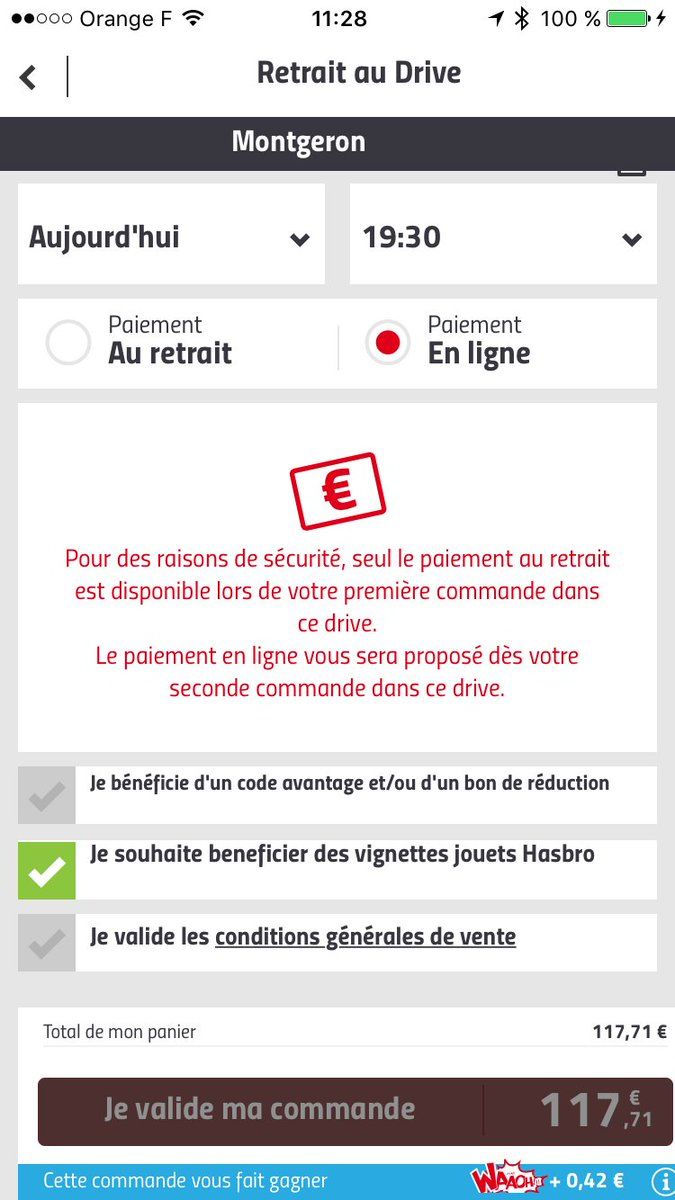 Orange F 11:28 100 %
Retrait au Drive
Montgeron
Aujourd'hui 19:30
Paiement
Au retrait
Paiement
En ligne
€
Pour des raisons de sécurité, seul le paiement au retrait
est disponible lors de votre première commande dans
ce drive.
Le paiement en ligne vous sera proposé dès votre
seconde commande dans ce drive.
Je bénéficie d'un code avantage et/ou d'un bon de réduction
Je souhaite beneficier des vignettes jouets Hasbro
Je valide les conditions générales de vente
Total de mon panier 117,71 €
Je valide ma commande 117€,71
Cette commande vous fait gagner WAAOH!! + 0,42 € i